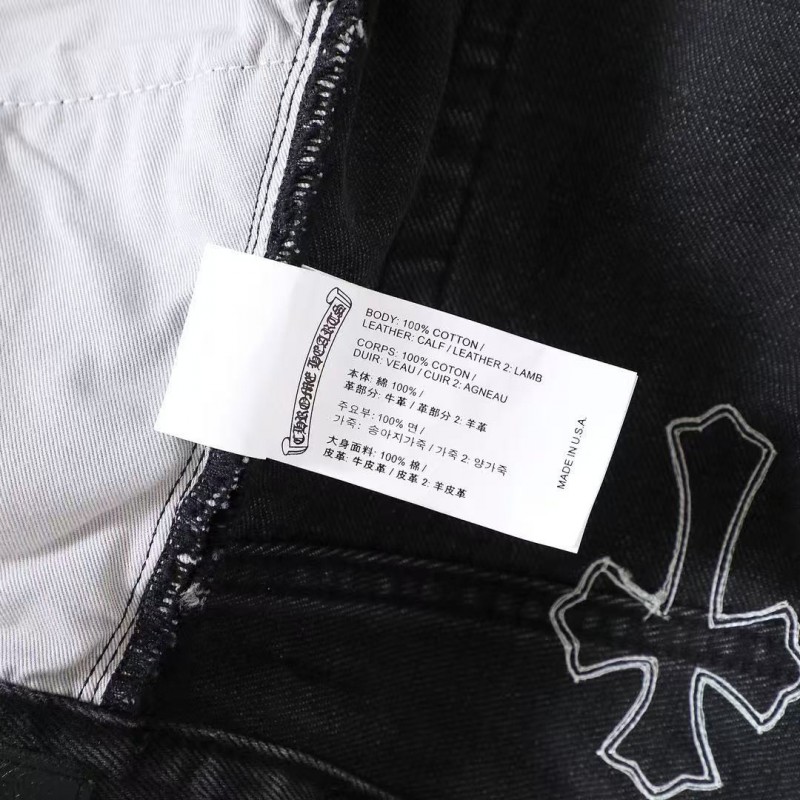 CHROME HEARTS
BODY: 100% COTTON /
LEATHER: CALF / LEATHER 2: LAMB
CORPS: 100% COTON /
DUIR: VEAU / CUIR 2: AGNEAU
本体: 綿 100% /
革部分: 牛革 / 革部分 2: 羊革
주요부: 100% 면 /
가죽: 송아지가죽 / 가죽 2: 양가죽
大身面料: 100% 棉 /
皮革: 牛皮革 / 皮革 2: 羊皮革
MADE IN U.S.A.